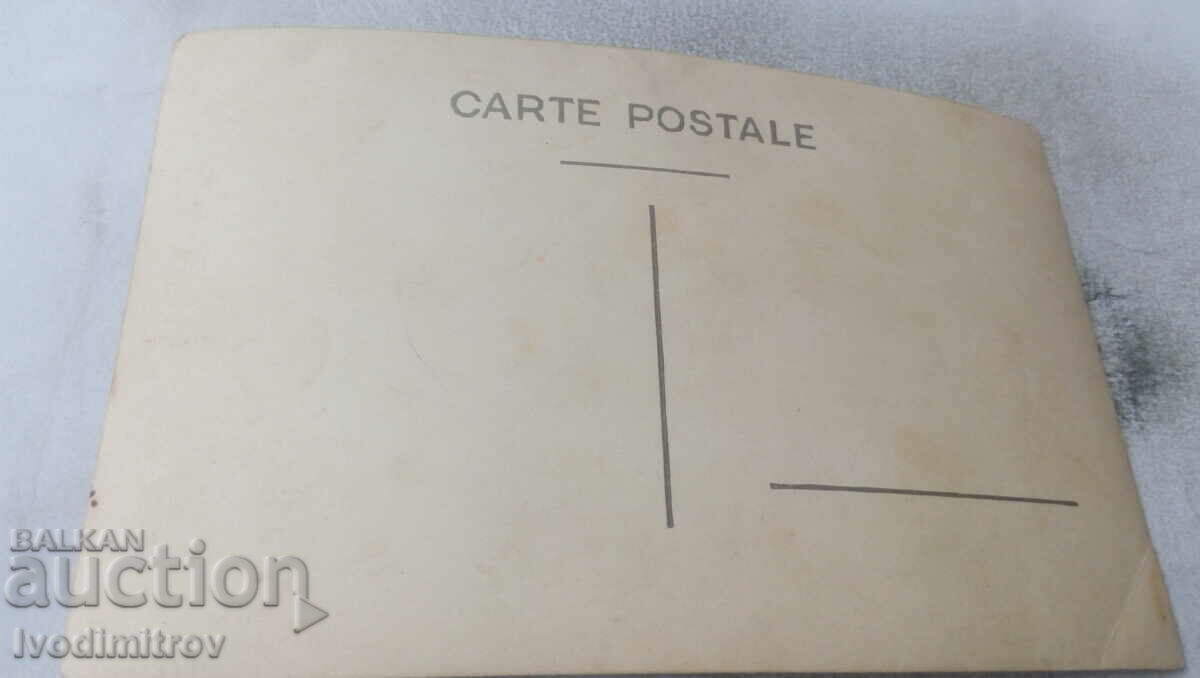 CARTE POSTALE
BALKAN
auction
Ivodimitrov